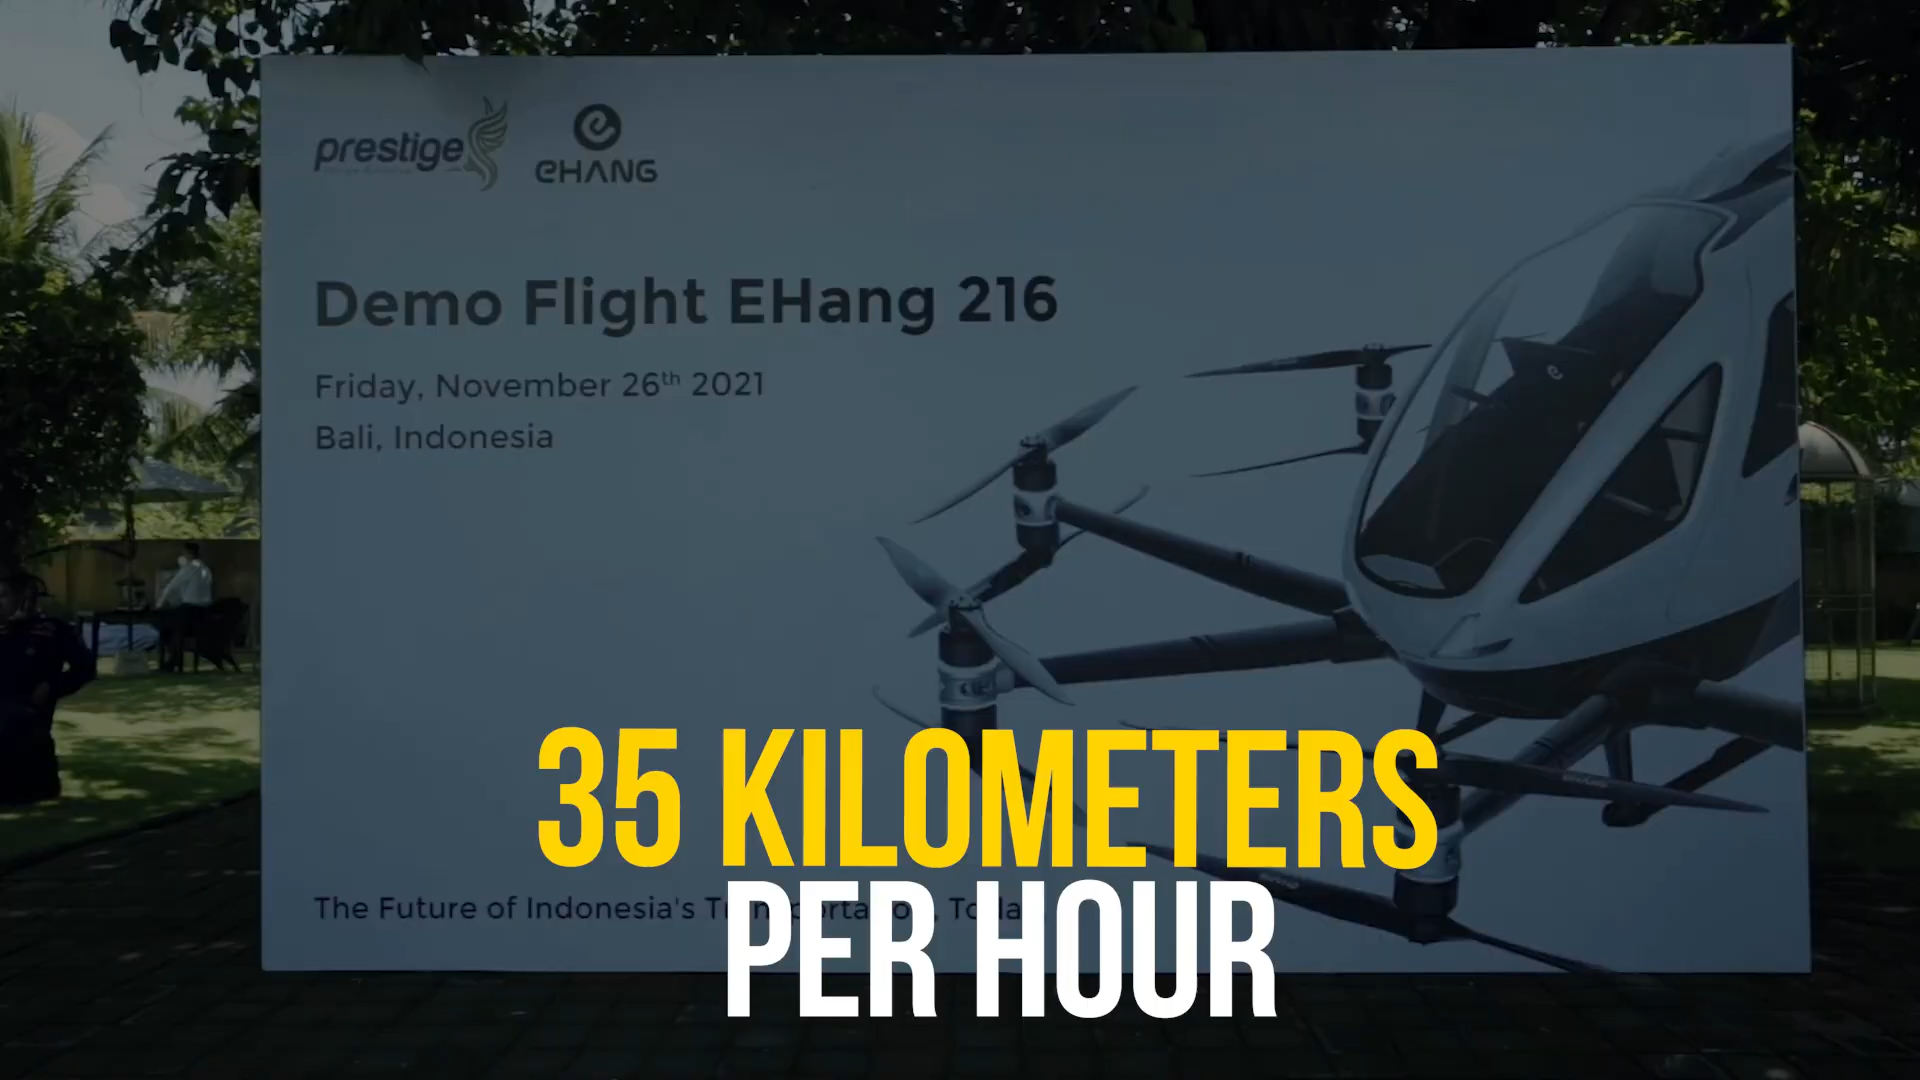 prestige
eHANG
Demo Flight EHang 216
Friday, November 26th 2021
Bali, Indonesia
35 KILOMETERS
PER HOUR
The Future of Indonesia's